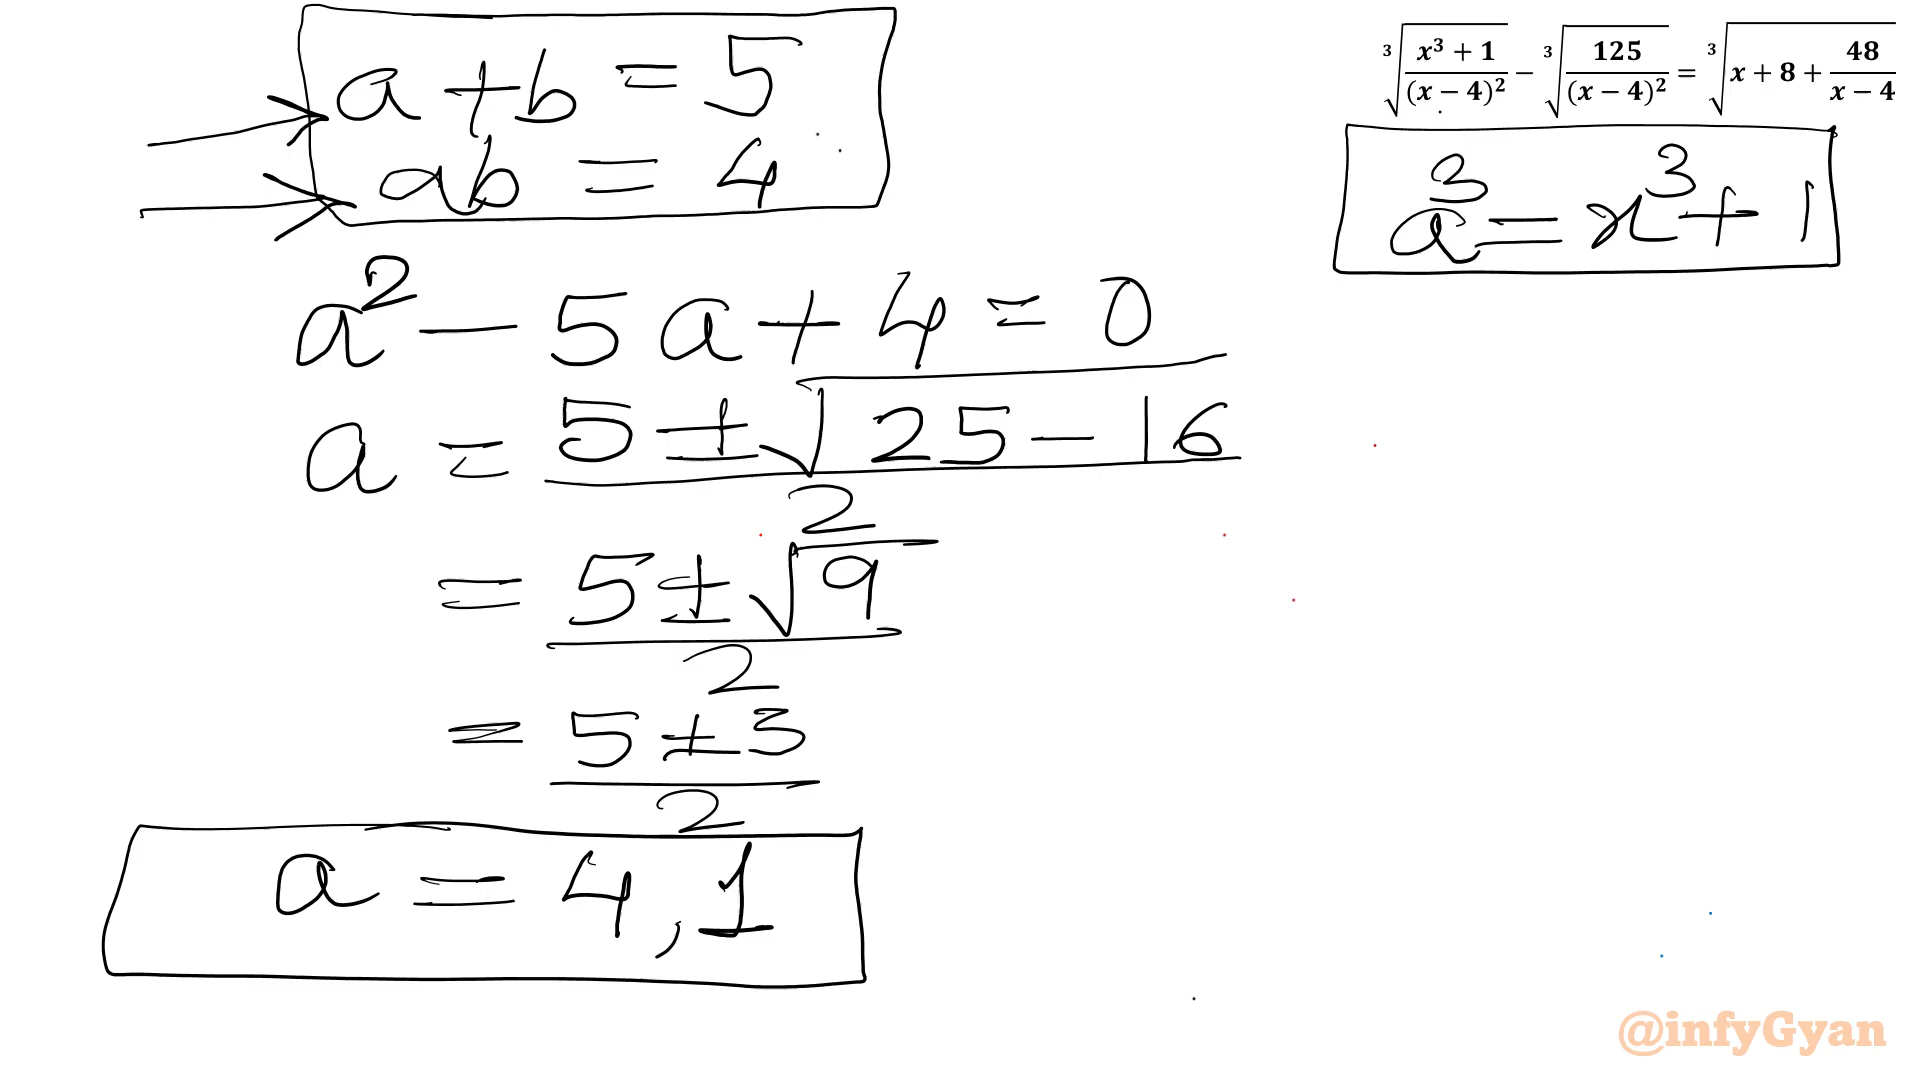 a + b = 5
ab = 4
∛((x³ + 1)/(x − 4)²) − ∛(125/(x − 4)²) = ∛(x + 8 + 48/(x − 4))
a³ = x³ + 1
a² − 5a + 4 = 0
a = (5 ± √(25 − 16))/2
= (5 ± √9)/2
= (5 ± 3)/2
a = 4, 1
@infyGyan